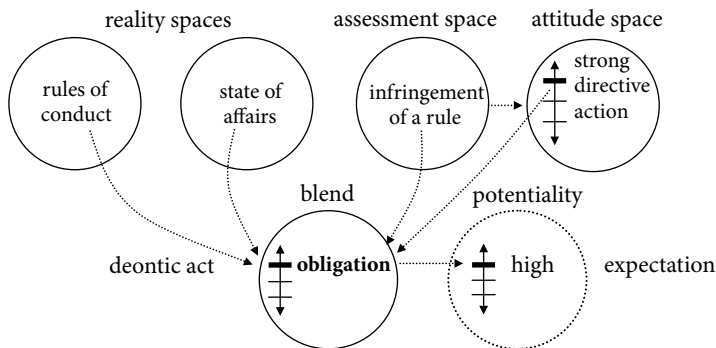 reality spaces
assessment space
attitude space
rules of
conduct
state of
affairs
infringement
of a rule
strong
directive
action
blend
potentiality
deontic act
obligation
high
expectation